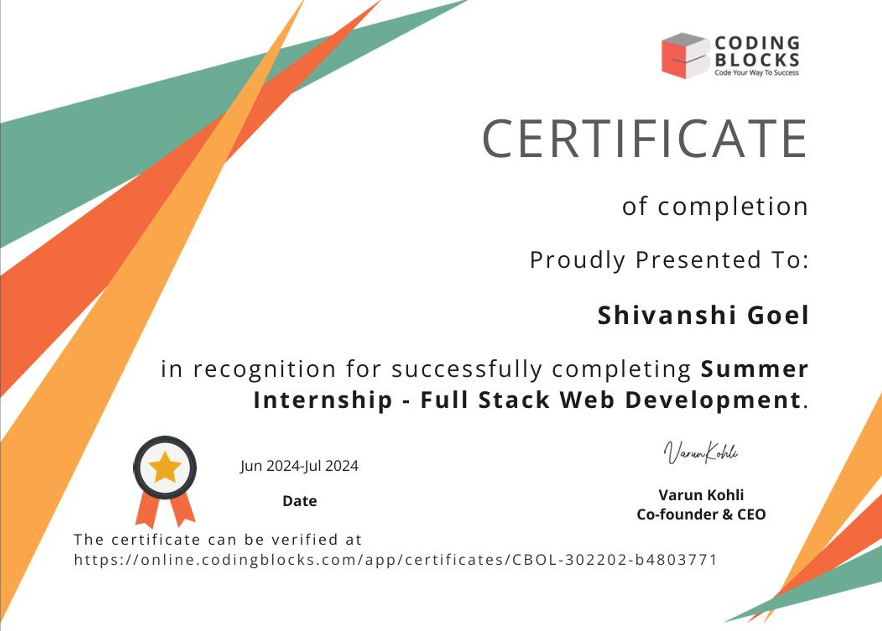 CODING
BLOCKS
Code Your Way To Success
CERTIFICATE
of completion
Proudly Presented To:
Shivanshi Goel
in recognition for successfully completing Summer
Internship - Full Stack Web Development.
Jun 2024-Jul 2024
Date
VarunKohli
Varun Kohli
Co-founder & CEO
The certificate can be verified at
https://online.codingblocks.com/app/certificates/CBOL-302202-b4803771